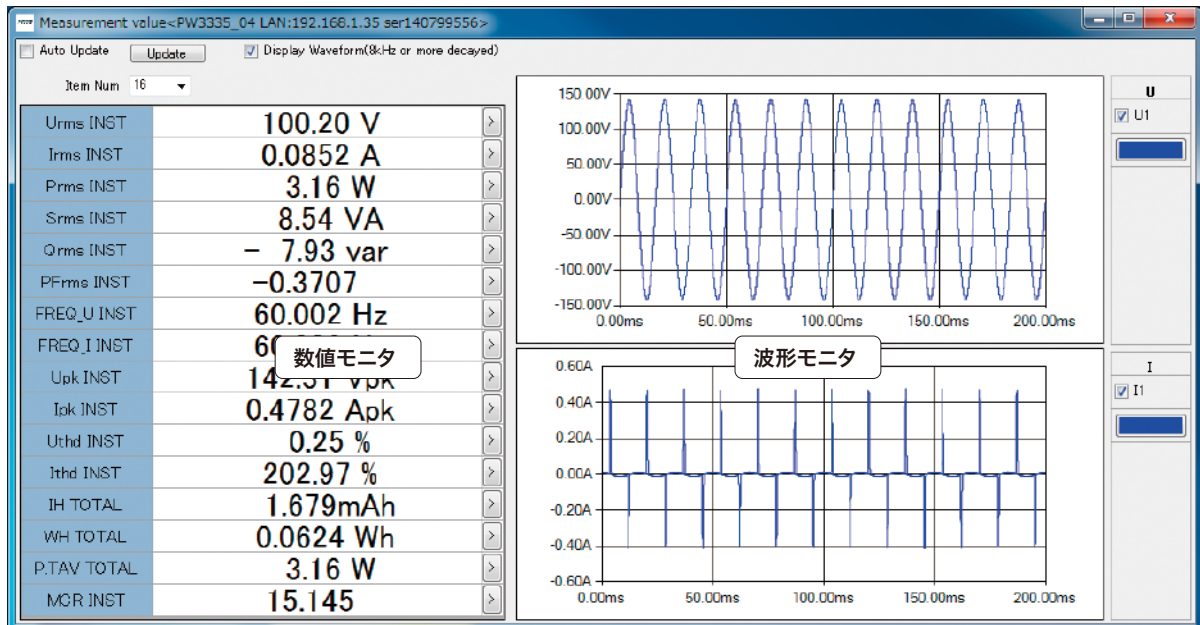 Measurement value<PW3335_04 LAN:192.168.1.35 ser140799556>
Auto Update
Update
Display Waveform(8kHz or more decayed)
Item Num 16
Urms INST 100.20 V >
Irms INST 0.0852 A >
Prms INST 3.16 W >
Srms INST 8.54 VA >
Qrms INST - 7.93 var >
PFrms INST -0.3707 >
FREQ_U INST 60.002 Hz >
FREQ_I INST >
数値モニタ
Upk INST Vpk >
Ipk INST 0.4782 Apk >
Uthd INST 0.25 % >
Ithd INST 202.97 % >
IH TOTAL 1.679mAh >
WH TOTAL 0.0624 Wh >
P.TAV TOTAL 3.16 W >
MCR INST 15.145 >
150.00V
100.00V
50.00V
0.00V
-50.00V
-100.00V
-150.00V
0.00ms 50.00ms 100.00ms 150.00ms 200.00ms
U
U1
波形モニタ
0.60A
0.40A
0.20A
0.00A
-0.20A
-0.40A
-0.60A
0.00ms 50.00ms 100.00ms 150.00ms 200.00ms
I
I1